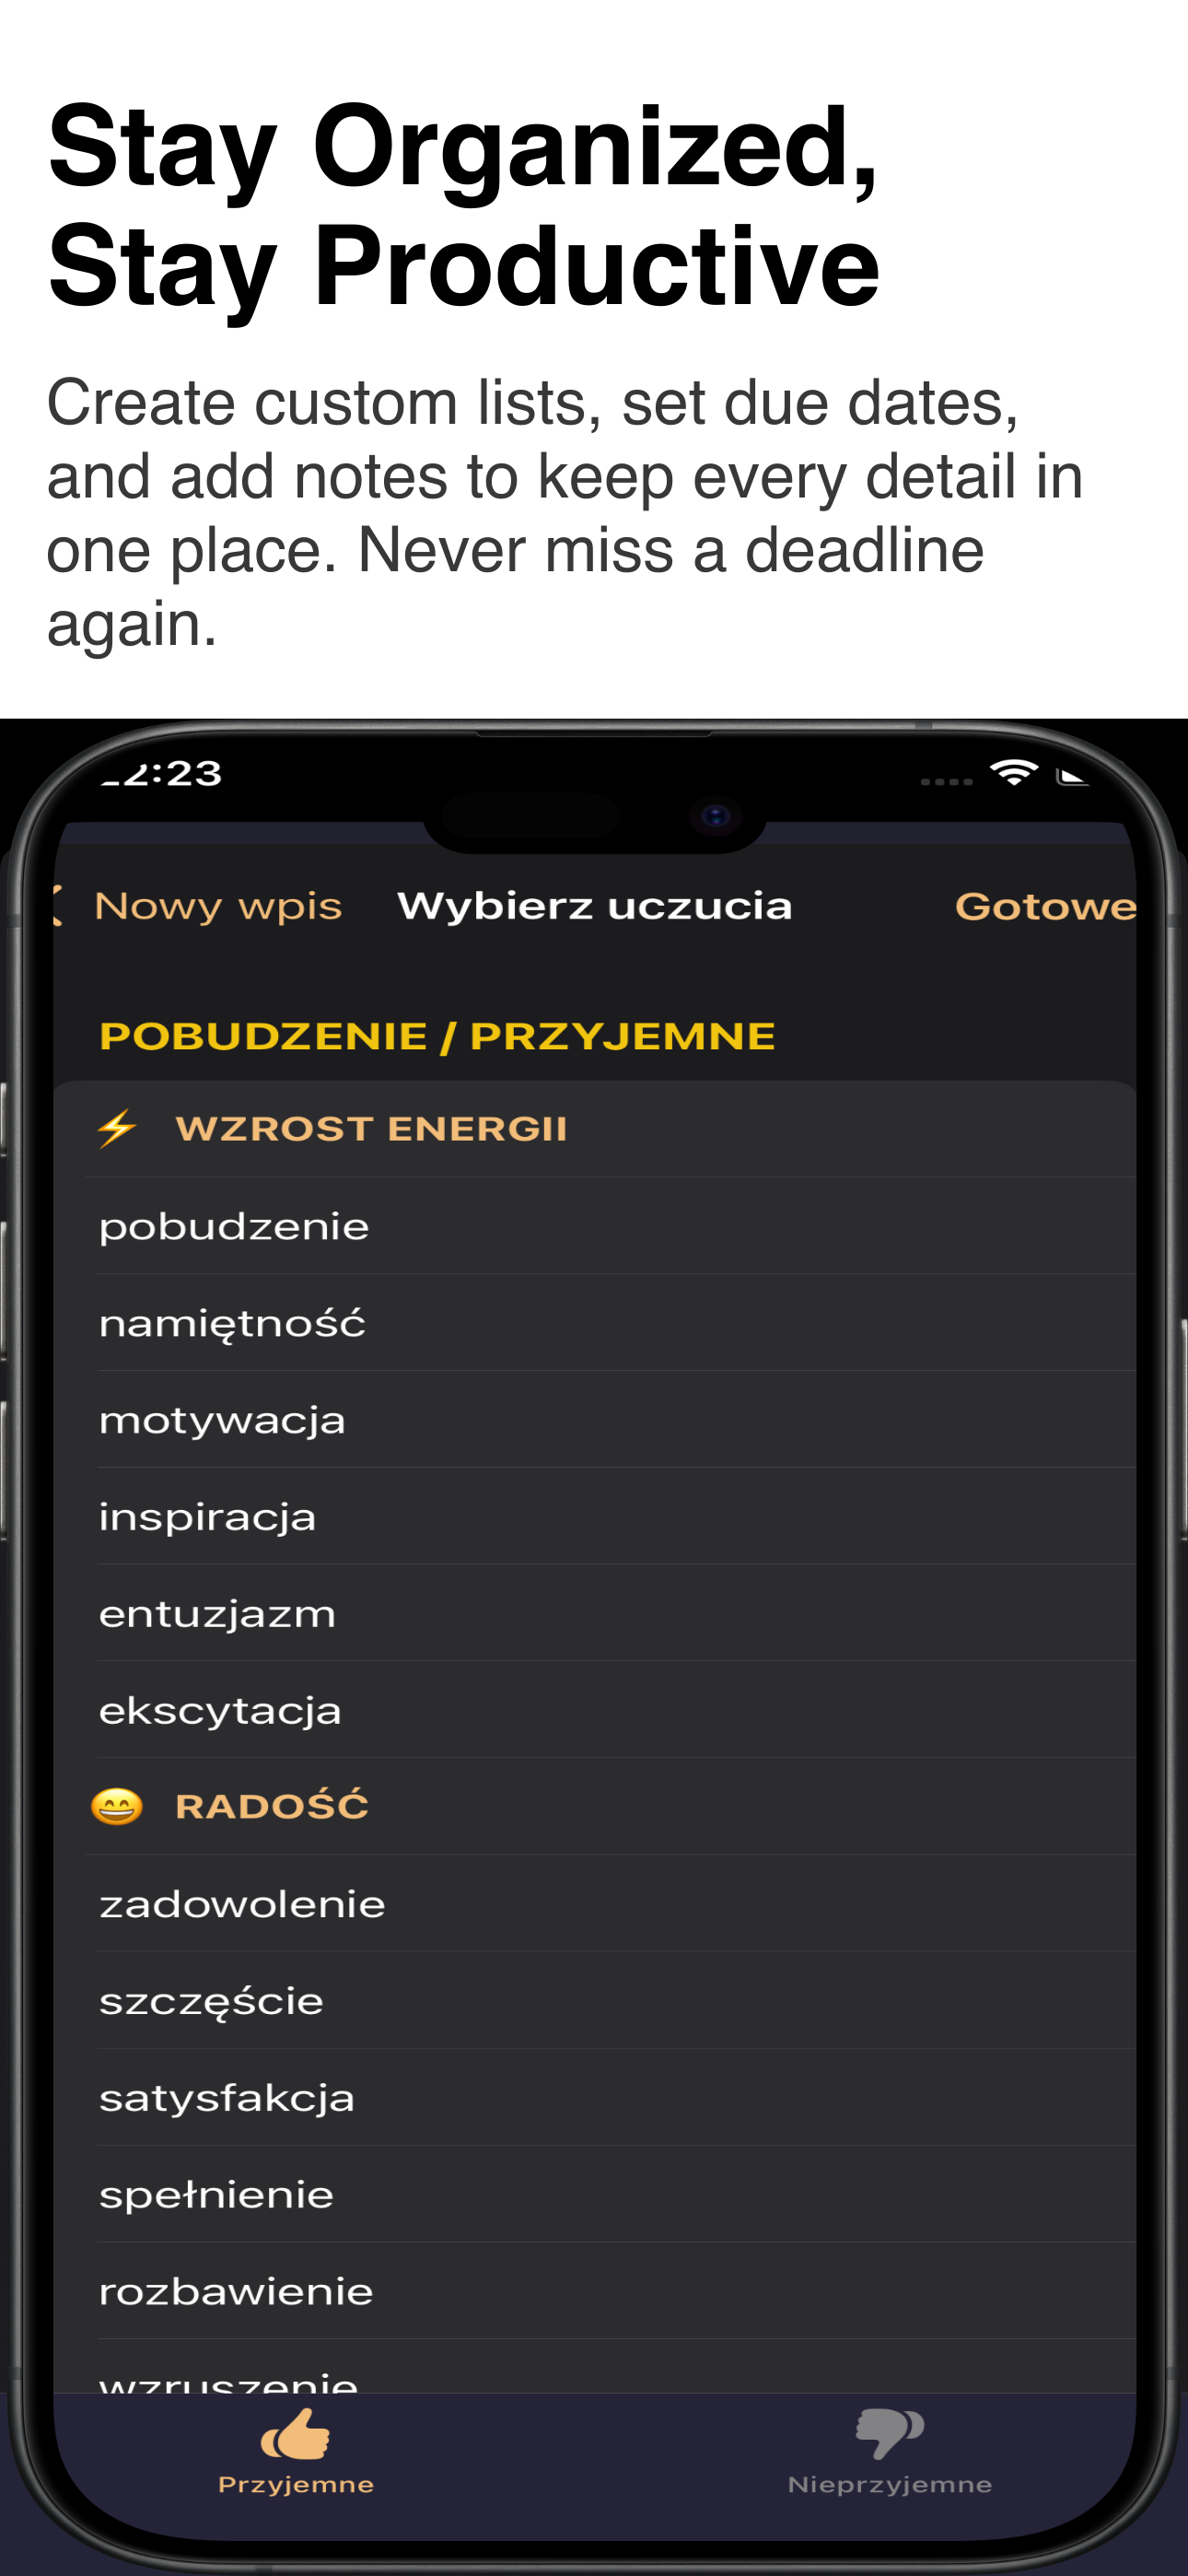 Stay Organized,
Stay Productive
Create custom lists, set due dates,
and add notes to keep every detail in
one place. Never miss a deadline
again.
2:23
Nowy wpis Wybierz uczucia Gotowe
POBUDZENIE / PRZYJEMNE
⚡ WZROST ENERGII
pobudzenie
namiętność
motywacja
inspiracja
entuzjazm
ekscytacja
😄 RADOŚĆ
zadowolenie
szczęście
satysfakcja
spełnienie
rozbawienie
wzruszenie
Przyjemne Nieprzyjemne